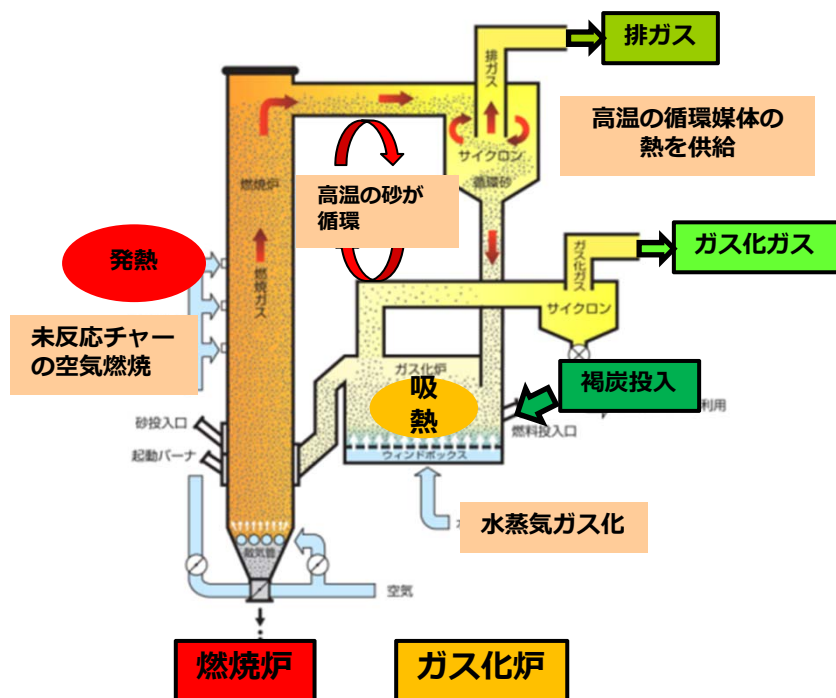 排ガス
排ガス
高温の循環媒体の
熱を供給
サイクロン
循環砂
燃焼炉
高温の砂が
循環
ガス化ガス
ガス化ガス
発熱
燃焼ガス
サイクロン
未反応チャー
の空気燃焼
ガス化炉
褐炭投入
吸
熱
利用
砂投入口
燃料投入口
起動バーナ
ウィンドボックス
水蒸気ガス化
散気管
空気
燃焼炉
ガス化炉